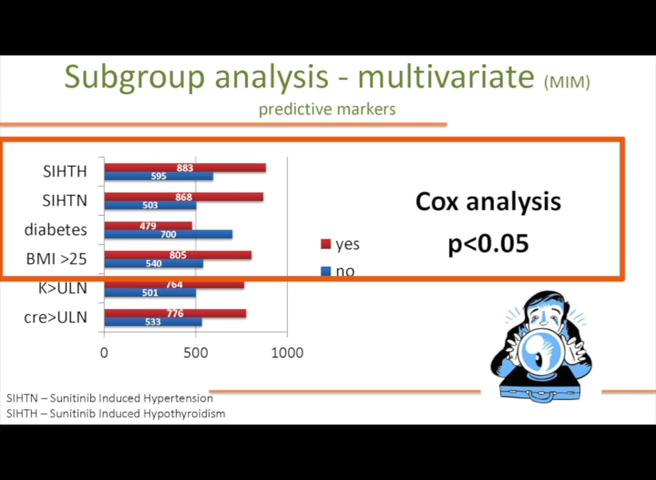 Subgroup analysis - multivariate (MIM)
predictive markers
SIHTH 883
595
SIHTN 868
503
diabetes 479
700
BMI >25 805
540
K>ULN 764
501
cre>ULN 776
533
0 500 1000
yes
no
Cox analysis
p<0.05
SIHTN – Sunitinib Induced Hypertension
SIHTH – Sunitinib Induced Hypothyroidism